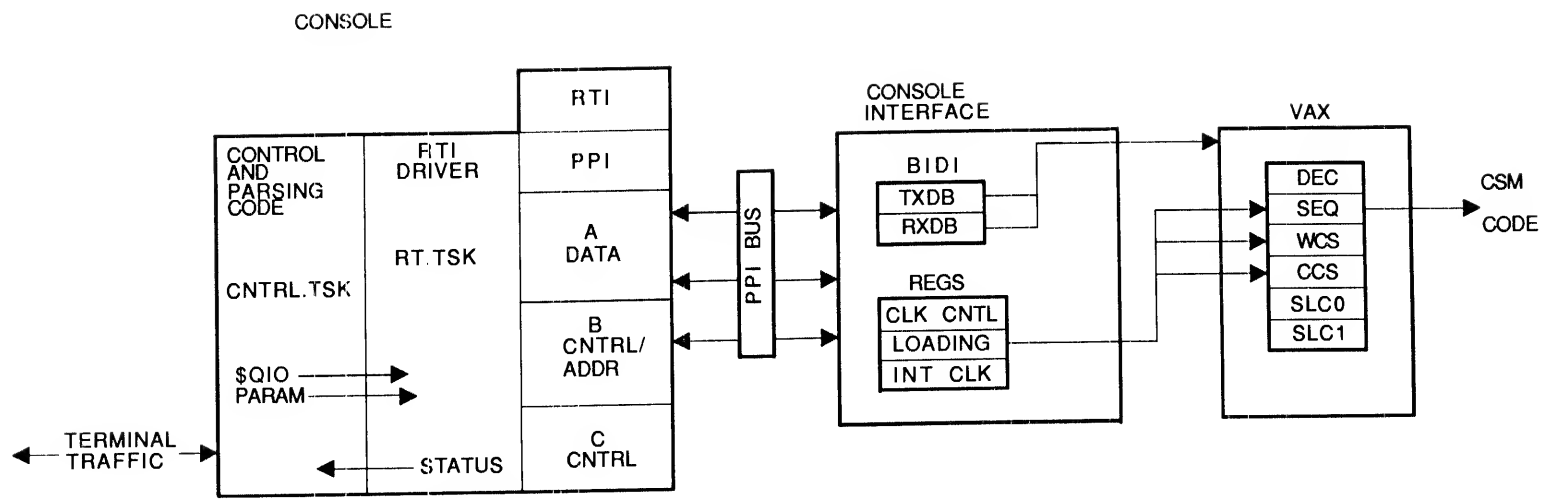 CONSOLE
RTI
CONTROL
AND
PARSING
CODE
CNTRL.TSK
$QIO
PARAM
TERMINAL
TRAFFIC
RTI
DRIVER
RT.TSK
STATUS
PPI
A
DATA
B
CNTRL/
ADDR
C
CNTRL
PPI BUS
CONSOLE
INTERFACE
BIDI
TXDB
RXDB
REGS
CLK CNTL
LOADING
INT CLK
VAX
DEC
SEQ
WCS
CCS
SLC0
SLC1
CSM
CODE